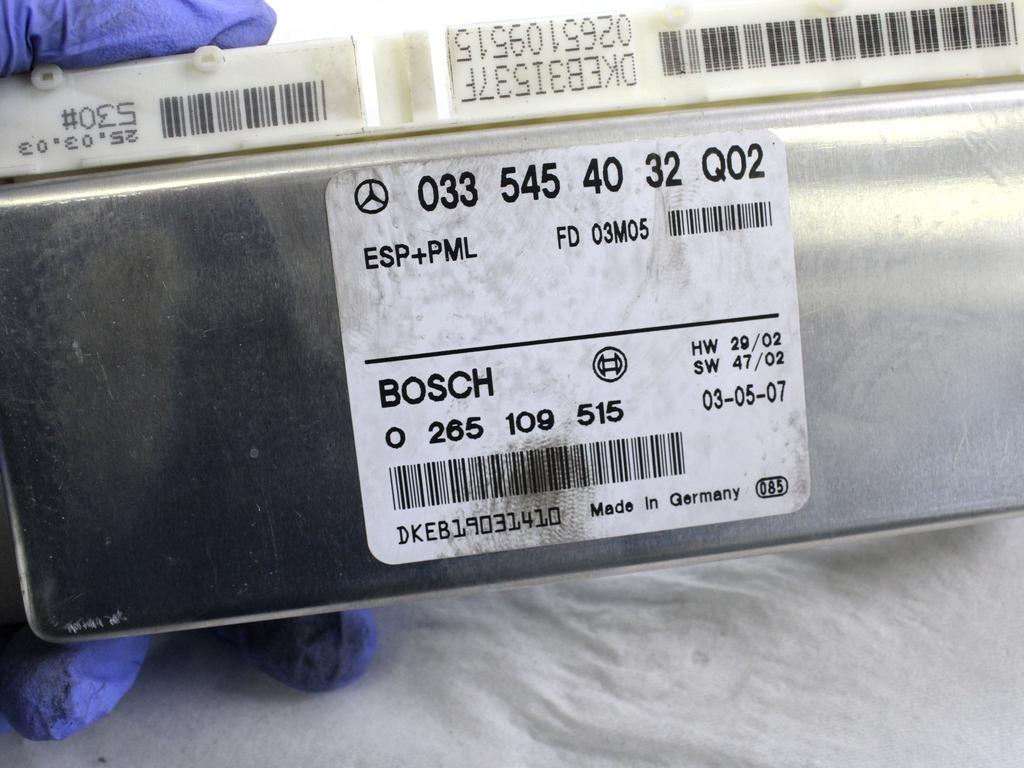 530#
25.03.03
DKEB31537F
0265109515
033 545 40 32 Q02
ESP+PML
FD 03M05
HW 29/02
SW 47/02
BOSCH
03-05-07
0 265 109 515
DKEB19031410
Made in Germany
085